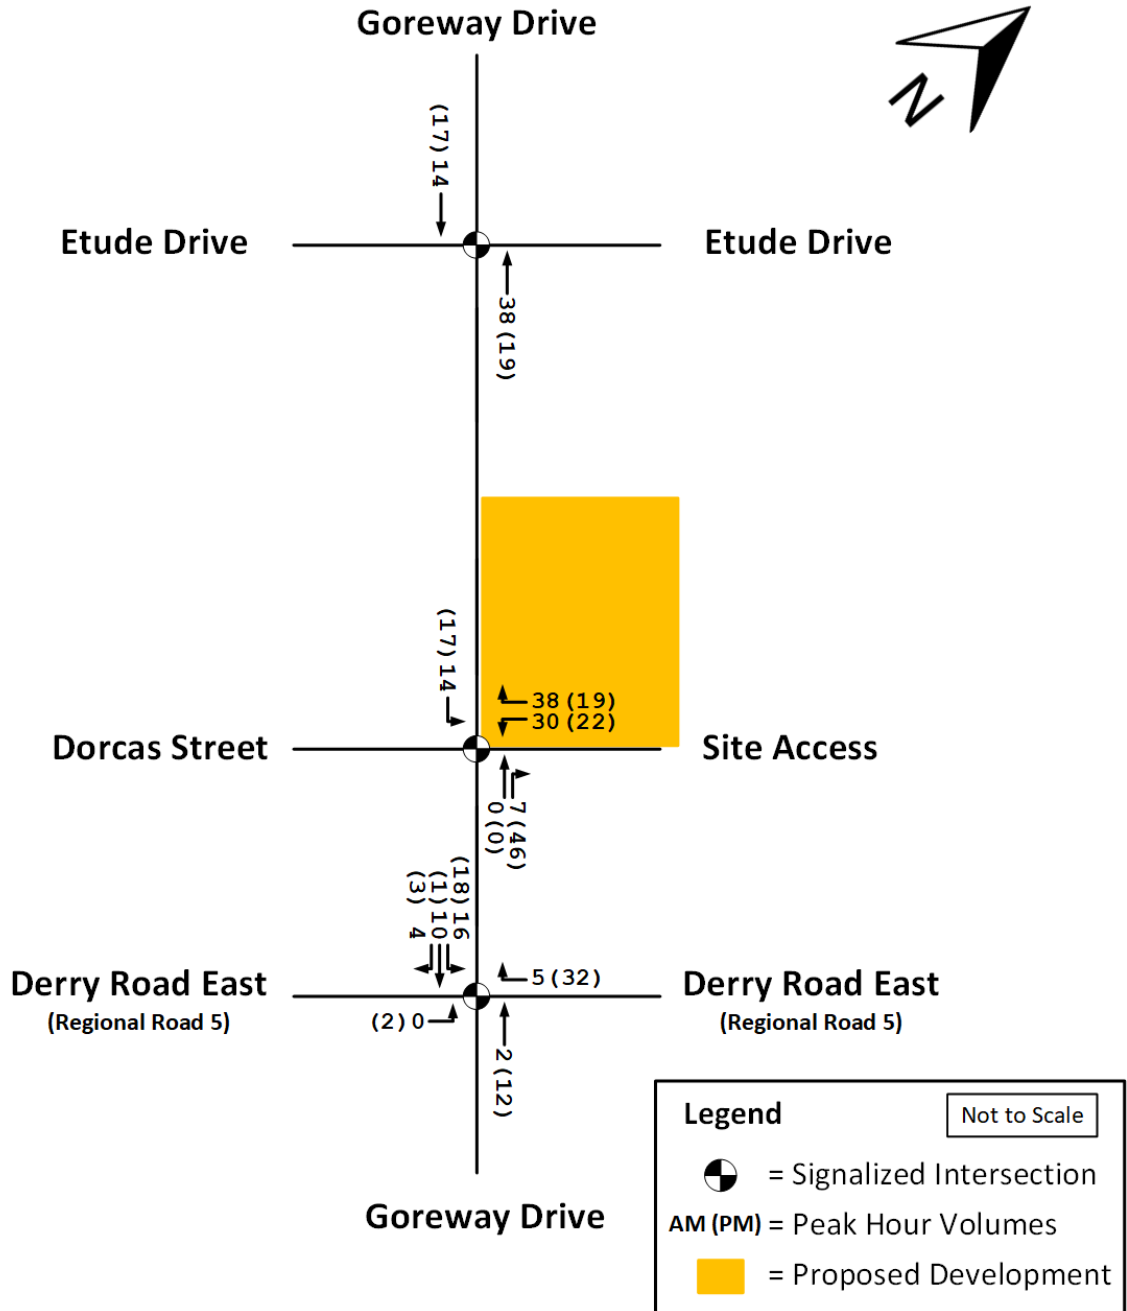 Goreway Drive
N
(17) 14
Etude Drive
Etude Drive
38 (19)
(17) 14
38 (19)
30 (22)
Dorcas Street
Site Access
7 (46)
0 (0)
(18) 16
(1) 10
(3) 4
5 (32)
Derry Road East
(Regional Road 5)
Derry Road East
(Regional Road 5)
(2) 0
2 (12)
Goreway Drive
Legend
Not to Scale
= Signalized Intersection
AM (PM) = Peak Hour Volumes
= Proposed Development